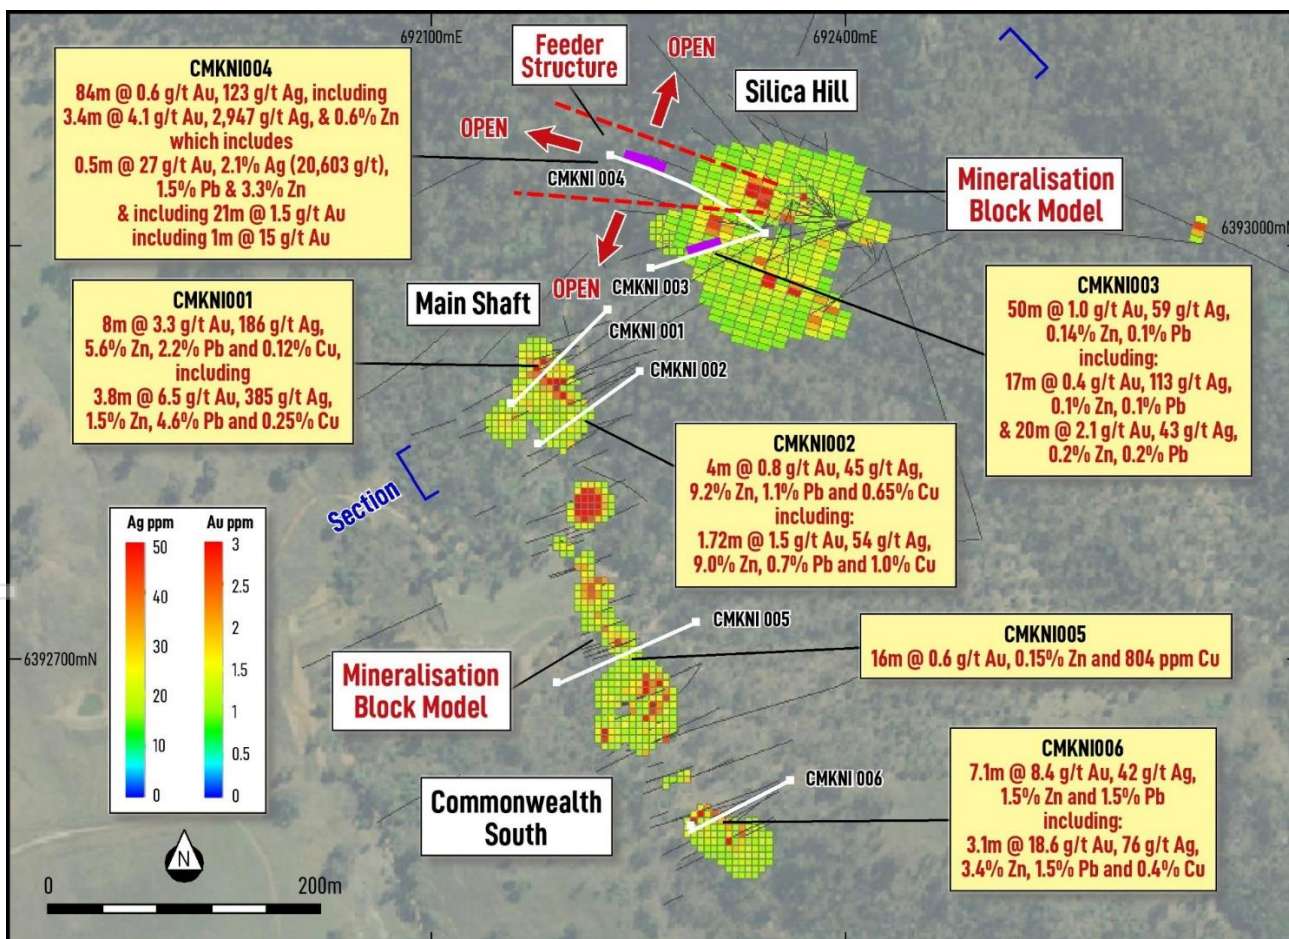 692100mE
692400mE
CMKNI004
84m @ 0.6 g/t Au, 123 g/t Ag, including
3.4m @ 4.1 g/t Au, 2,947 g/t Ag, & 0.6% Zn
which includes
0.5m @ 27 g/t Au, 2.1% Ag (20,603 g/t),
1.5% Pb & 3.3% Zn
& including 21m @ 1.5 g/t Au
including 1m @ 15 g/t Au
Feeder
Structure
OPEN
Silica Hill
OPEN
CMKNI 004
Mineralisation
Block Model
6393000mN
OPEN
CMKNI 003
CMKNI001
8m @ 3.3 g/t Au, 186 g/t Ag,
5.6% Zn, 2.2% Pb and 0.12% Cu,
including
3.8m @ 6.5 g/t Au, 385 g/t Ag,
1.5% Zn, 4.6% Pb and 0.25% Cu
Main Shaft
CMKNI 001
CMKNI 002
CMKNI003
50m @ 1.0 g/t Au, 59 g/t Ag,
0.14% Zn, 0.1% Pb
including:
17m @ 0.4 g/t Au, 113 g/t Ag,
0.1% Zn, 0.1% Pb
& 20m @ 2.1 g/t Au, 43 g/t Ag,
0.2% Zn, 0.2% Pb
CMKNI002
4m @ 0.8 g/t Au, 45 g/t Ag,
9.2% Zn, 1.1% Pb and 0.65% Cu
including:
1.72m @ 1.5 g/t Au, 54 g/t Ag,
9.0% Zn, 0.7% Pb and 1.0% Cu
Section
Ag ppm Au ppm
50 3
40 2.5
30 2
20 1.5
10 1
0 0.5
0
6392700mN
CMKNI 005
Mineralisation
Block Model
CMKNI005
16m @ 0.6 g/t Au, 0.15% Zn and 804 ppm Cu
Commonwealth
South
CMKNI 006
CMKNI006
7.1m @ 8.4 g/t Au, 42 g/t Ag,
1.5% Zn and 1.5% Pb
including:
3.1m @ 18.6 g/t Au, 76 g/t Ag,
3.4% Zn, 1.5% Pb and 0.4% Cu
N
0 200m